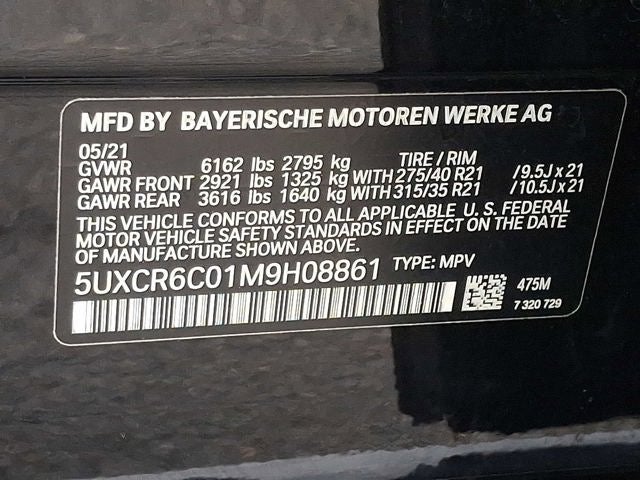 MFD BY BAYERISCHE MOTOREN WERKE AG
05/21
GVWR 6162 lbs 2795 kg TIRE / RIM
GAWR FRONT 2921 lbs 1325 kg WITH 275/40 R21 / 9.5J x 21
GAWR REAR 3616 lbs 1640 kg WITH 315/35 R21 / 10.5J x 21
THIS VEHICLE CONFORMS TO ALL APPLICABLE U. S. FEDERAL
MOTOR VEHICLE SAFETY STANDARDS IN EFFECT ON THE DATE
OF MANUFACTURE SHOWN ABOVE.
5UXCR6C01M9H08861 TYPE: MPV
475M
7 320 729